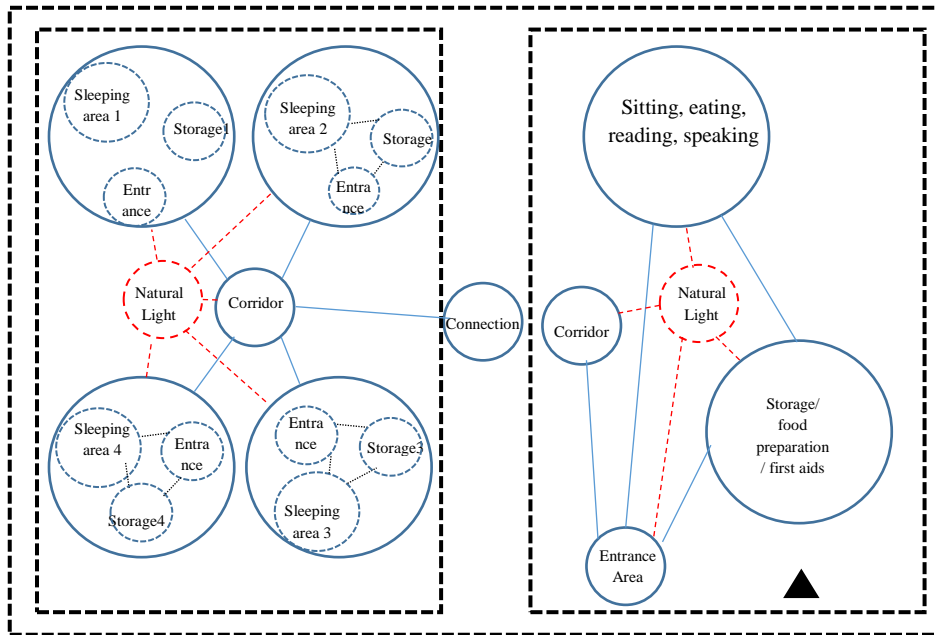 Sleeping
area 1
Storage1
Entr
ance
Sleeping
area 2
Storage
Entra
nce
Natural
Light
Corridor
Connection
Sleeping
area 4
Entra
nce
Storage4
Entra
nce
Storage3
Sleeping
area 3
Sitting, eating,
reading, speaking
Corridor
Natural
Light
Storage/
food
preparation
/ first aids
Entrance
Area